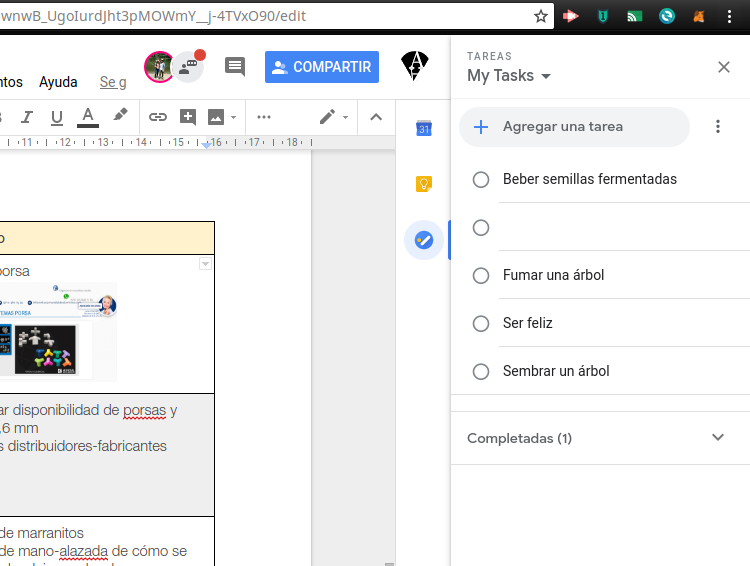 wnwB_UgoIurdJht3pMOWmY__j-4TVxO90/edit
ntos Ayuda Se g
COMPARTIR
11 12 13 14 15 16 17 18
o
porsa
TEMAS PORSA
ar disponibilidad de porsas y
,6 mm
s distribuidores-fabricantes
de marranitos
de mano-alazada de cómo se
31
TAREAS
My Tasks
Agregar una tarea
Beber semillas fermentadas
Fumar una árbol
Ser feliz
Sembrar un árbol
Completadas (1)